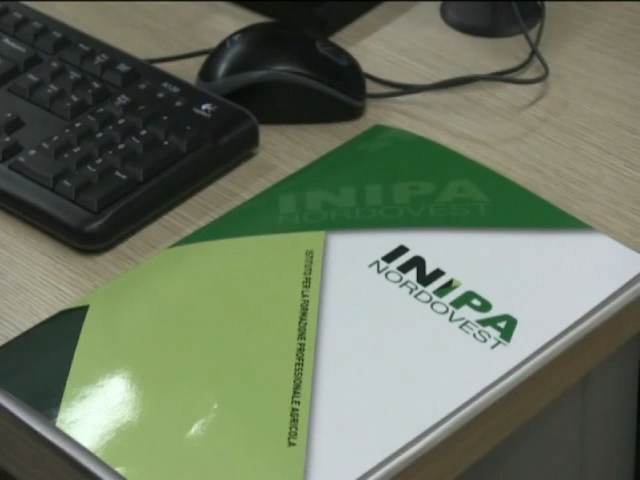 INIPA
NORDOVEST
INIPA
NORDOVEST
ISTITUTO PER LA FORMAZIONE PROFESSIONALE AGRICOLA